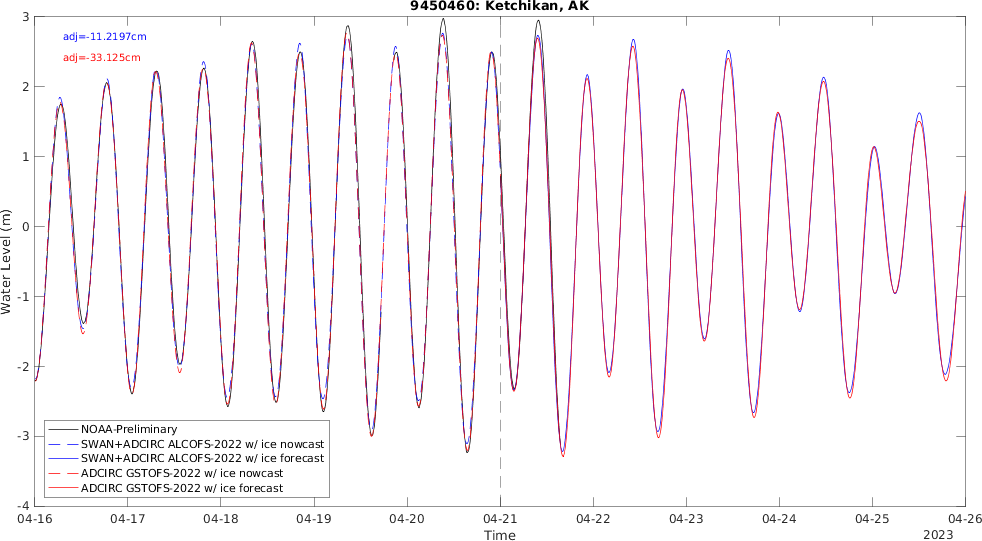 9450460: Ketchikan, AK
adj=-11.2197cm
adj=-33.125cm
3
2
1
0
-1
-2
-3
-4
Water Level (m)
NOAA-Preliminary
SWAN+ADCIRC ALCOFS-2022 w/ ice nowcast
SWAN+ADCIRC ALCOFS-2022 w/ ice forecast
ADCIRC GSTOFS-2022 w/ ice nowcast
ADCIRC GSTOFS-2022 w/ ice forecast
04-16 04-17 04-18 04-19 04-20 04-21 04-22 04-23 04-24 04-25 04-26
Time
2023